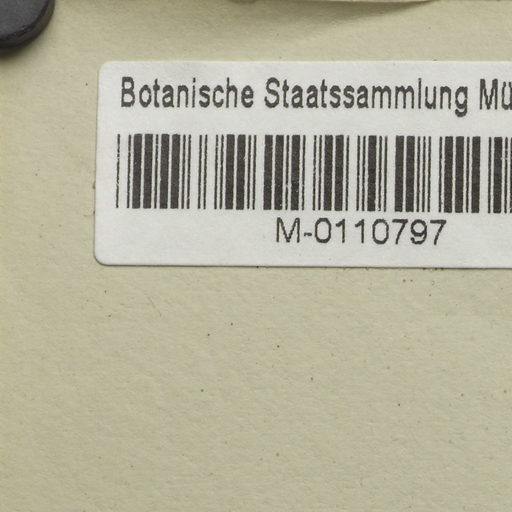 Botanische Staatssammlung Mü
M-0110797